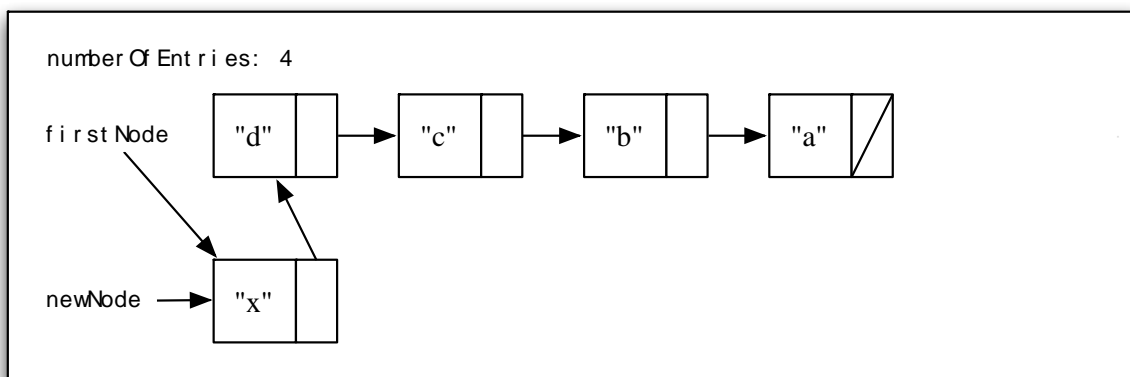 numberOfEntries: 4
firstNode "d" "c" "b" "a"
newNode "x"